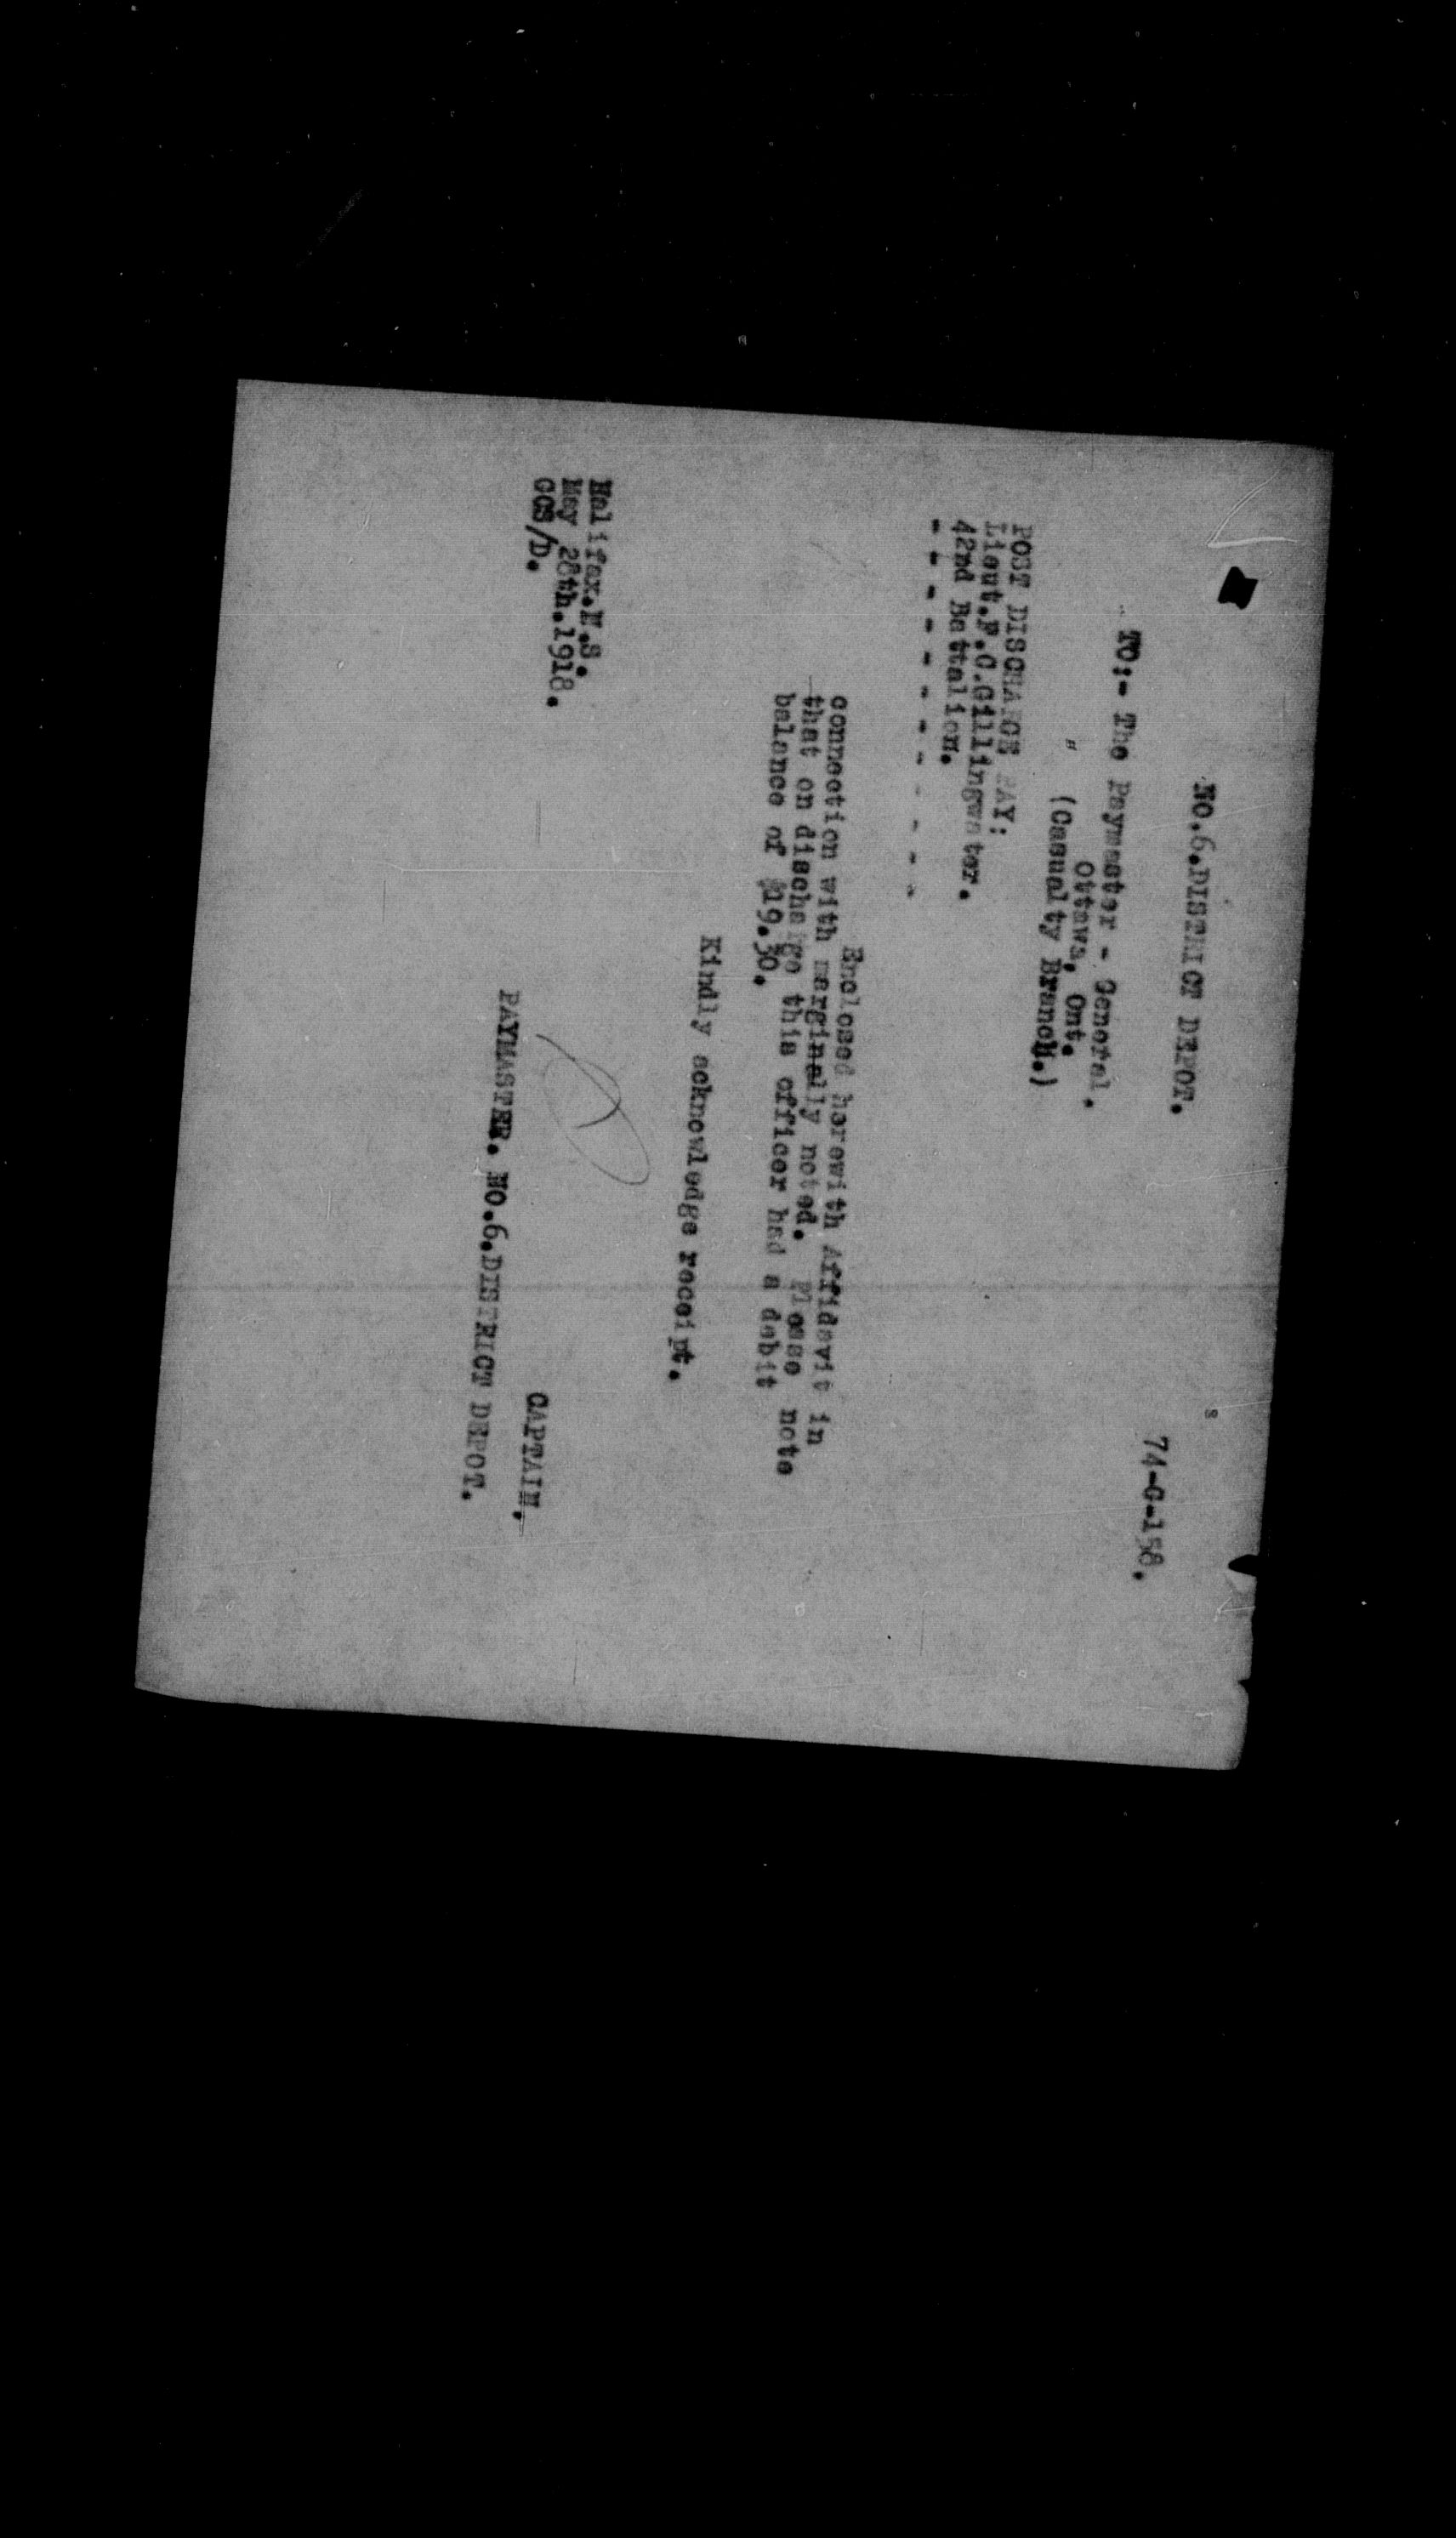 NO.6.DISTRICT DEPOT.
74-G-158.
TO:- The Paymaster - General.
Ottawa, Ont.
" (Casualty Branch.)
POST DISCHARGE PAY:
Lieut.F.C.Gillingwater.
42nd Battalion.
- - - - - - - - - - - -
Enclosed herewith Affidavit in
connection with marginally noted. Please note
that on discharge this officer had a debit
balance of $19.30.
Kindly acknowledge receipt.
CAPTAIN.
PAYMASTER. NO.6.DISTRICT DEPOT.
Halifax.N.S.
May 28th.1918.
GGS/D.